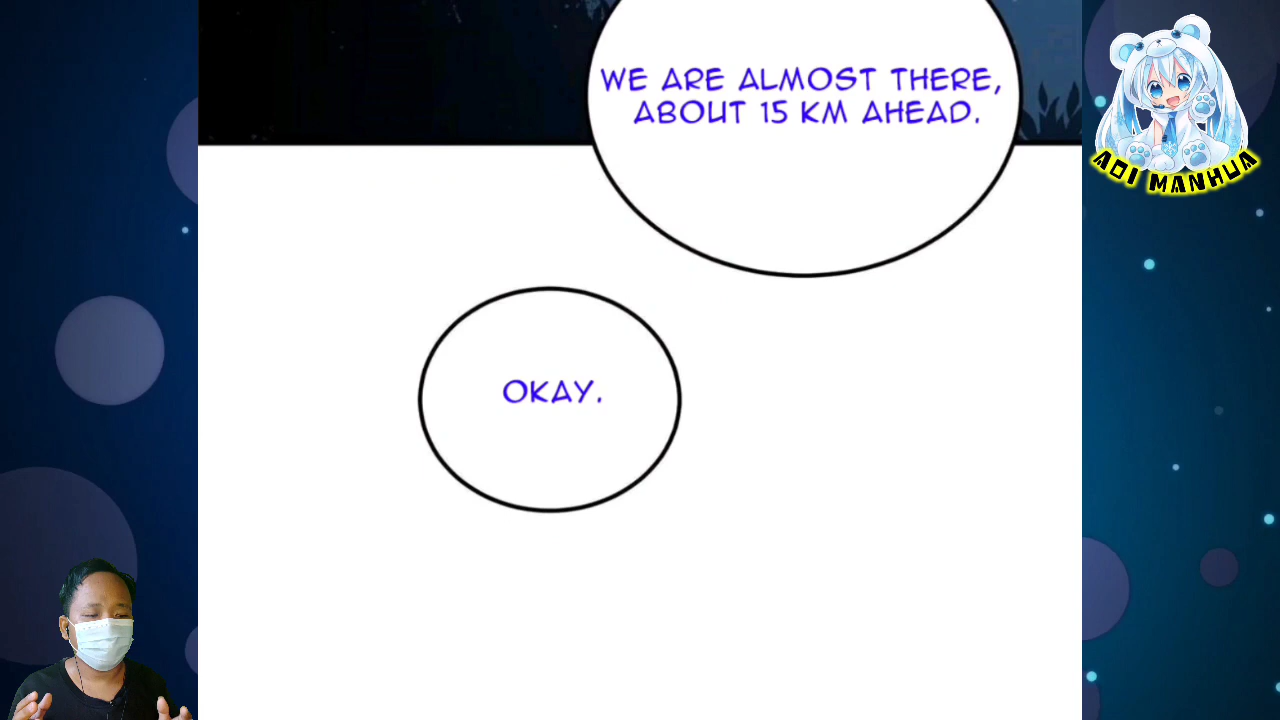 WE ARE ALMOST THERE,
ABOUT 15 KM AHEAD.
AOI MANHUA
OKAY.